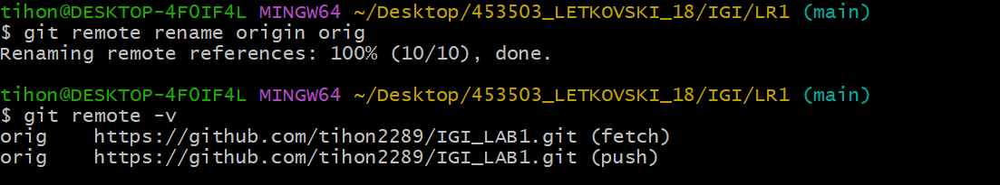 tihon@DESKTOP-4F0IF4L MINGW64 ~/Desktop/453503_LETKOVSKI_18/IGI/LR1 (main)
$ git remote rename origin orig
Renaming remote references: 100% (10/10), done.
tihon@DESKTOP-4F0IF4L MINGW64 ~/Desktop/453503_LETKOVSKI_18/IGI/LR1 (main)
$ git remote -v
orig    https://github.com/tihon2289/IGI_LAB1.git (fetch)
orig    https://github.com/tihon2289/IGI_LAB1.git (push)